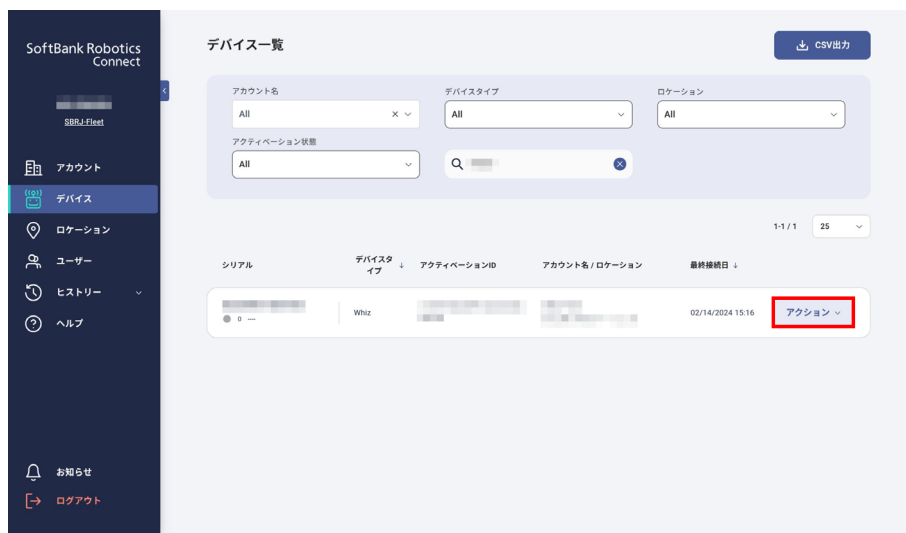 SoftBank Robotics
Connect
SBRJ-Fleet
アカウント
デバイス
ロケーション
ユーザー
ヒストリー
ヘルプ
お知らせ
ログアウト
デバイス一覧
CSV出力
アカウント名
デバイスタイプ
ロケーション
All
All
All
アクティベーション状態
All
1-1 / 1
25
シリアル
デバイスタ
イプ
アクティベーションID
アカウント名 / ロケーション
最終接続日
0 ---
Whiz
02/14/2024 15:16
アクション